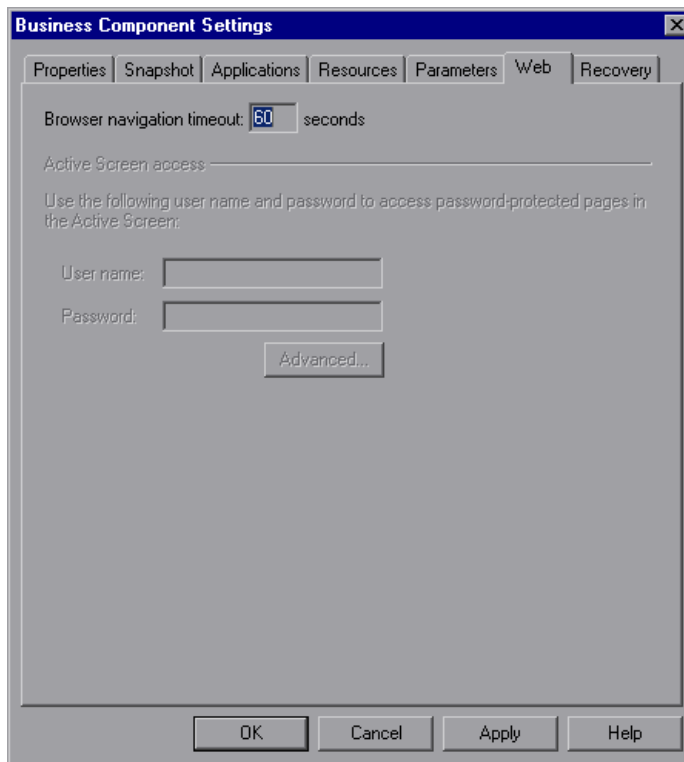 Business Component Settings
Properties Snapshot Applications Resources Parameters Web Recovery
Browser navigation timeout: 60 seconds
Active Screen access
Use the following user name and password to access password-protected pages in
the Active Screen:
User name:
Password:
Advanced...
OK Cancel Apply Help